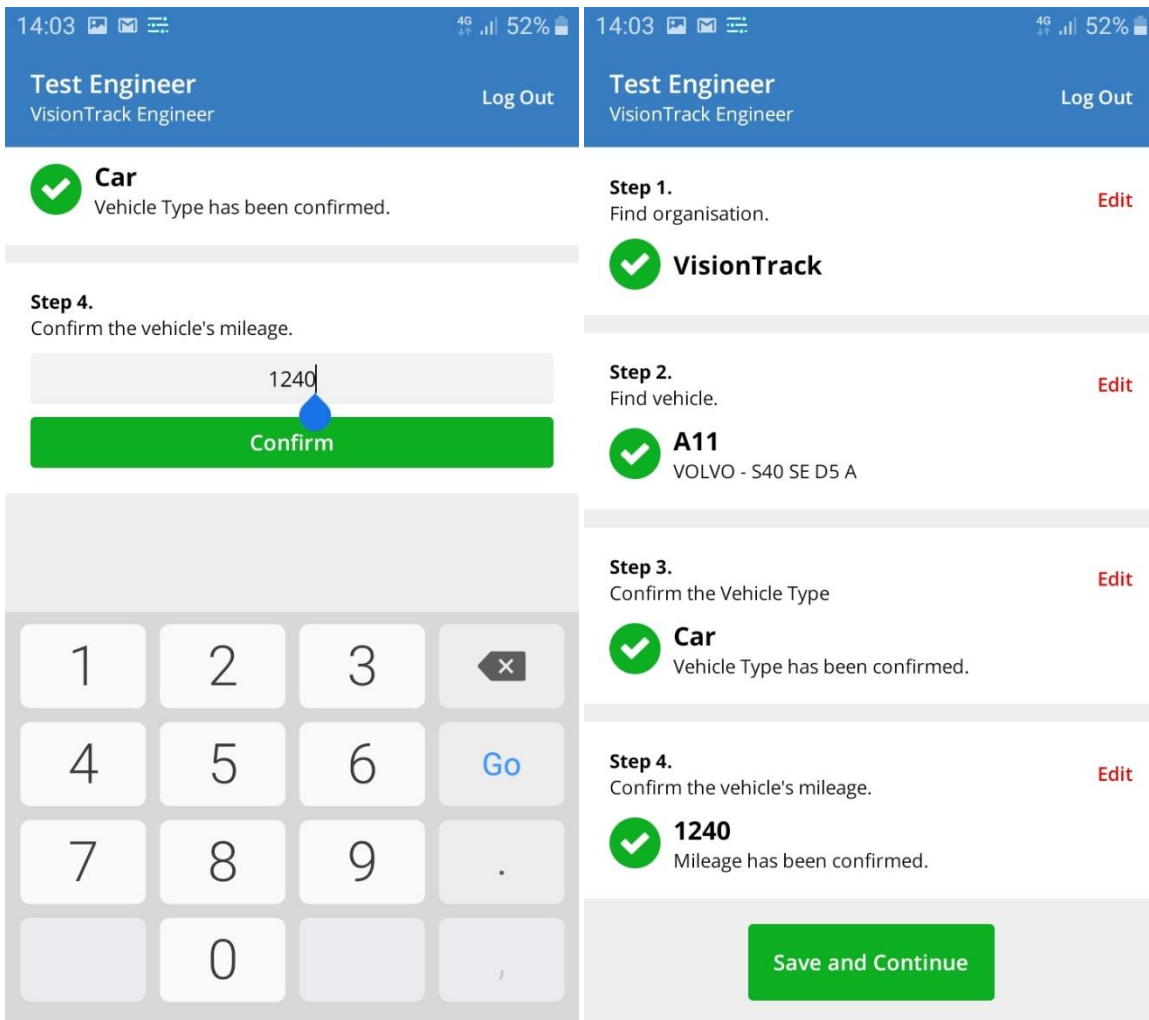 14:03 4G 52%
Test Engineer
VisionTrack Engineer
Log Out
Car
Vehicle Type has been confirmed.
Step 4.
Confirm the vehicle's mileage.
1240
Confirm
1 2 3
4 5 6 Go
7 8 9 .
0 ,
14:03 4G 52%
Test Engineer
VisionTrack Engineer
Log Out
Step 1.
Find organisation.
Edit
VisionTrack
Step 2.
Find vehicle.
Edit
A11
VOLVO - S40 SE D5 A
Step 3.
Confirm the Vehicle Type
Edit
Car
Vehicle Type has been confirmed.
Step 4.
Confirm the vehicle's mileage.
Edit
1240
Mileage has been confirmed.
Save and Continue